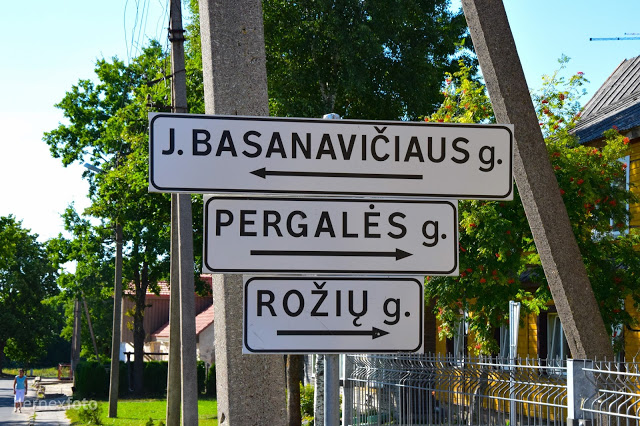 J. BASANAVIČIAUS g.
PERGALĖS g.
ROŽIŲ g.